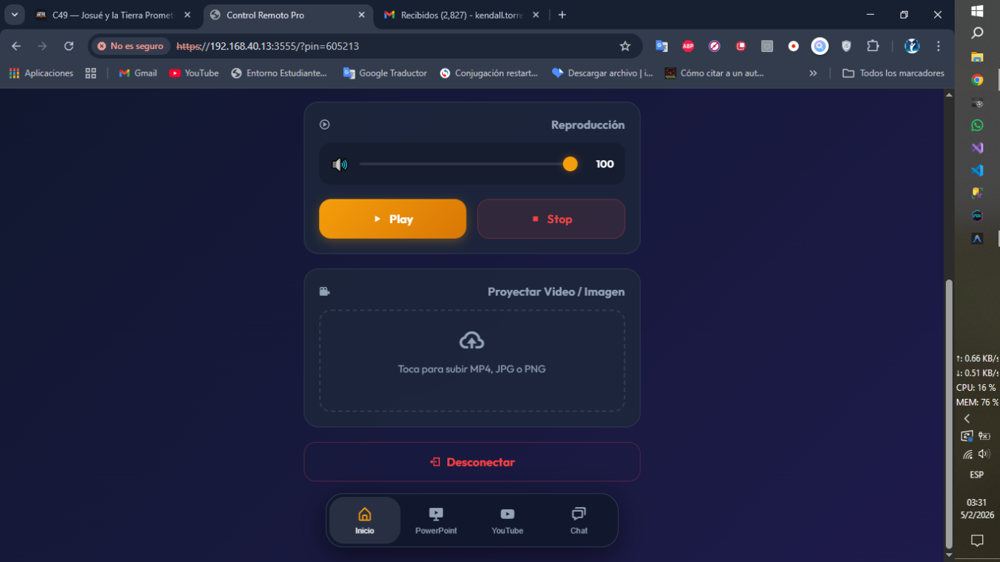 C49 — Josué y la Tierra Promet
Control Remoto Pro
Recibidos (2,827) - kendall.torre
No es seguro
https://192.168.40.13:3555/?pin=605213
ABP
Aplicaciones
Gmail
YouTube
Entorno Estudiante...
Google Traductor
Conjugación restart...
Descargar archivo | i...
Cómo citar a un aut...
Todos los marcadores
Reproducción
100
Play
Stop
Proyectar Video / Imagen
Toca para subir MP4, JPG o PNG
Desconectar
Inicio
PowerPoint
YouTube
Chat
↑: 0.66 KB/s
↓: 0.51 KB/s
CPU: 16 %
MEM: 76 %
ESP
03:31
5/2/2026